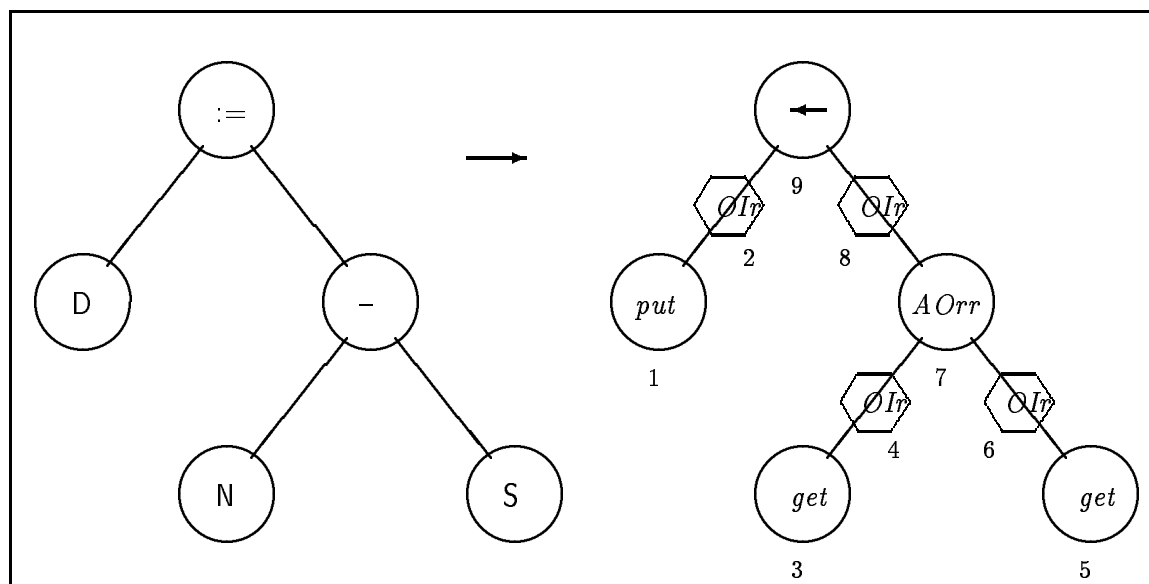 :=
←
→
9
OIr
OIr
2
8
D
–
put
AOrr
1
7
OIr
OIr
4
6
N
S
get
get
3
5